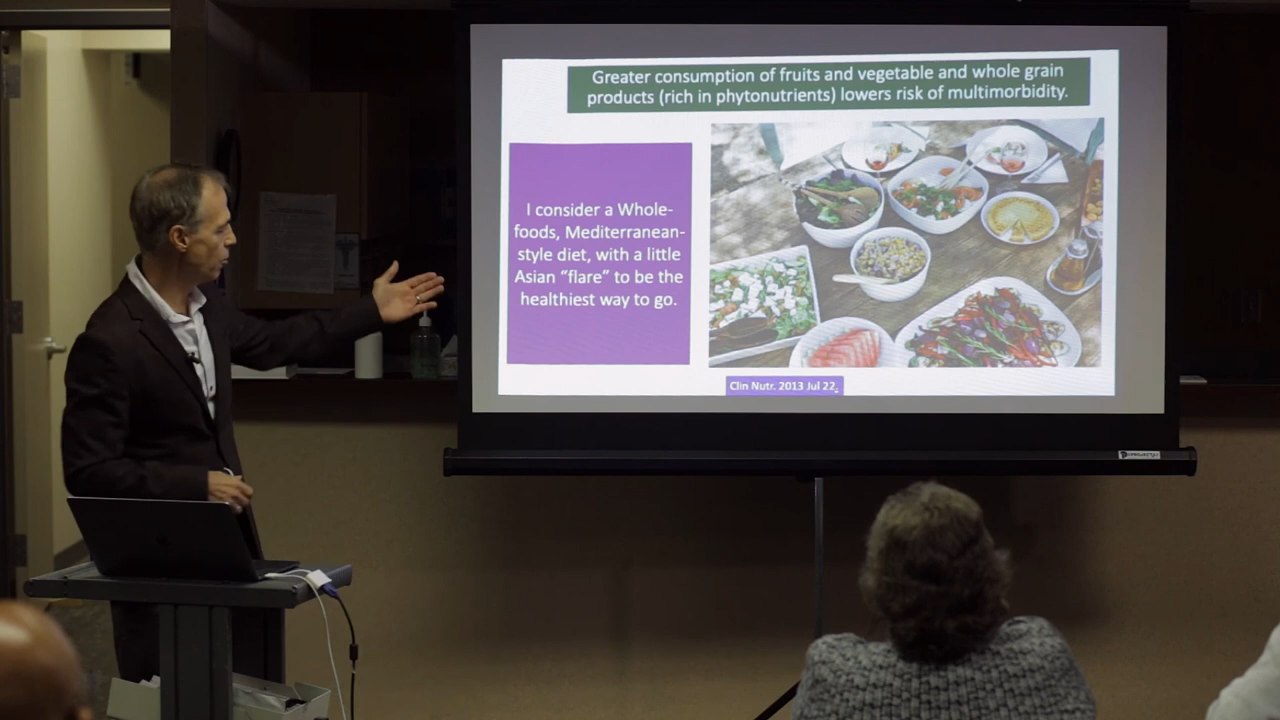 Greater consumption of fruits and vegetable and whole grain
products (rich in phytonutrients) lowers risk of multimorbidity.
I consider a Whole-
foods, Mediterranean-
style diet, with a little
Asian “flare” to be the
healthiest way to go.
Clin Nutr. 2013 Jul 22.